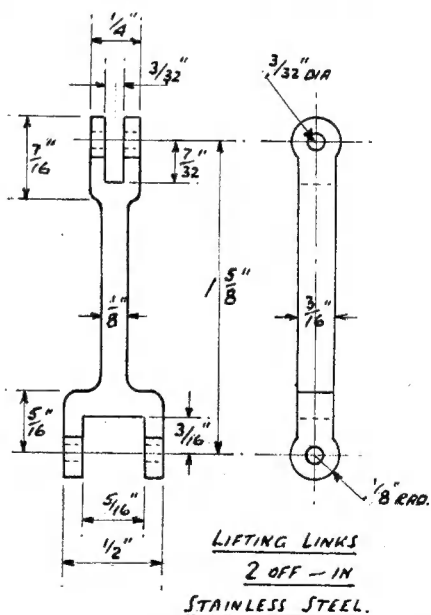 1/4"
3/32"
3/32" DIA
7/16"
7/32"
1 5/8"
1/8"
3/16"
5/16"
3/16"
5/16"
1/2"
1/8" RAD.
LIFTING LINKS
2 OFF — IN
STAINLESS STEEL.